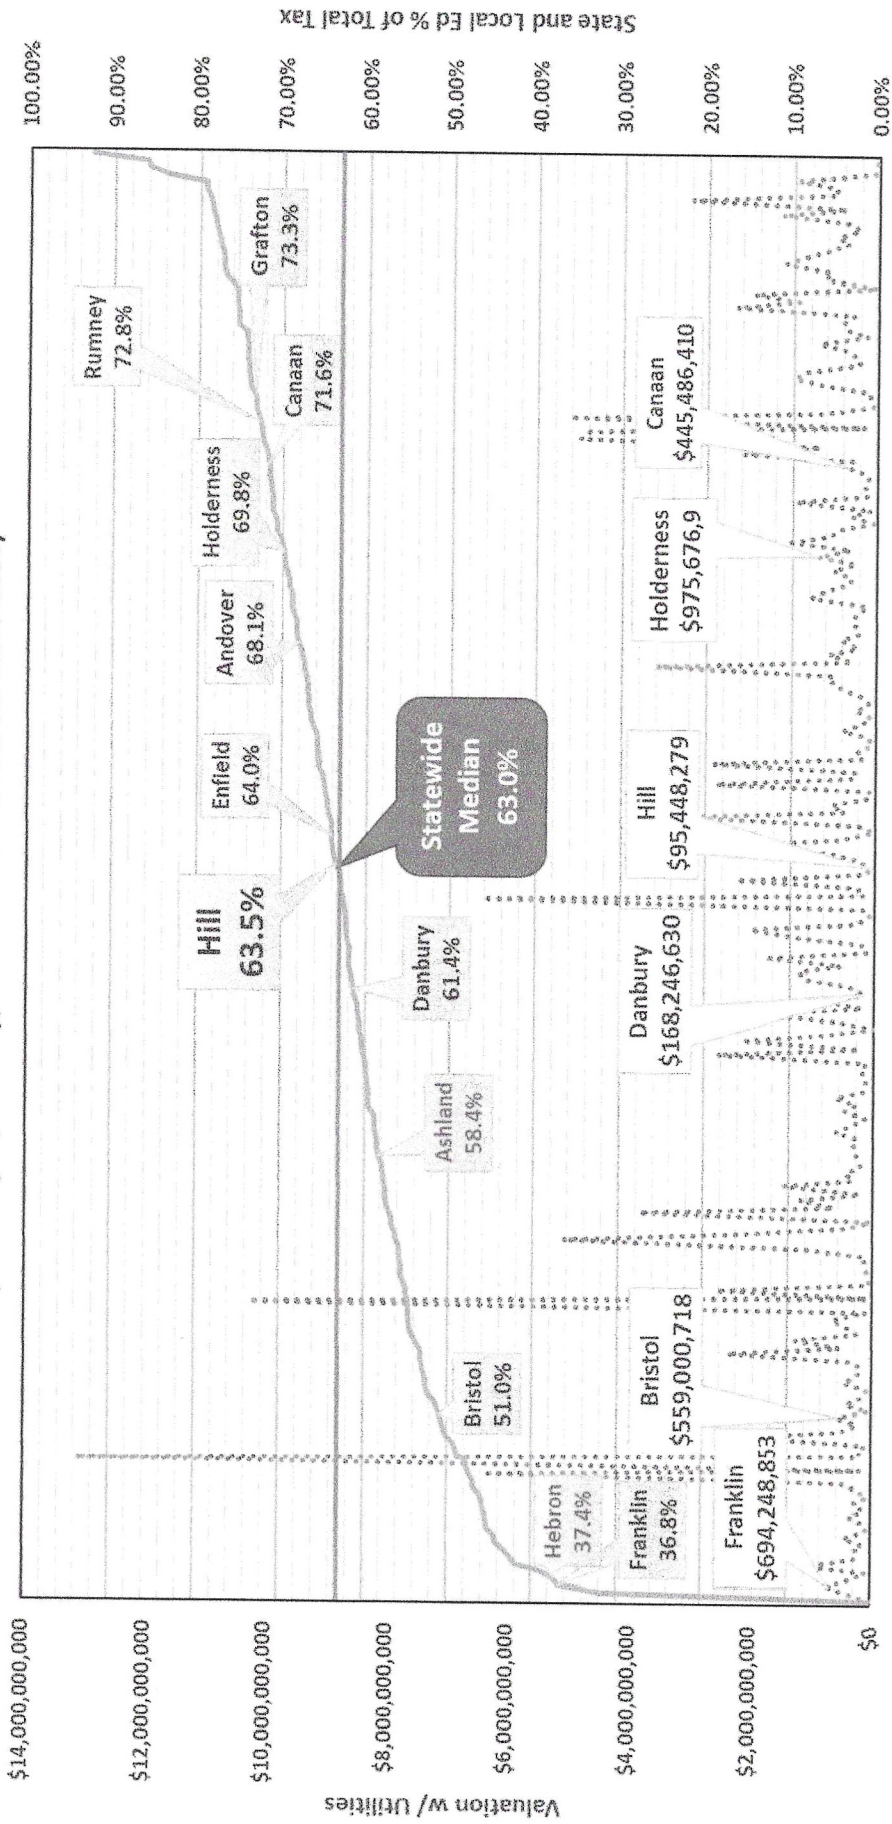 $14,000,000,000
$12,000,000,000
$10,000,000,000
$8,000,000,000
$6,000,000,000
$4,000,000,000
$2,000,000,000
$0
Valuation w/ Utilities
100.00%
90.00%
80.00%
70.00%
60.00%
50.00%
40.00%
30.00%
20.00%
10.00%
0.00%
State and Local Ed % of Total Tax
Hebron
37.4%
Franklin
36.8%
Franklin
$694,248,853
Bristol
51.0%
Bristol
$559,000,718
Ashland
58.4%
Danbury
61.4%
Danbury
$168,246,630
Hill
63.5%
Statewide
Median
63.0%
Hill
$95,448,279
Enfield
64.0%
Andover
68.1%
Holderness
69.8%
Holderness
$975,676,9
Canaan
71.6%
Canaan
$445,486,410
Rumney
72.8%
Grafton
73.3%